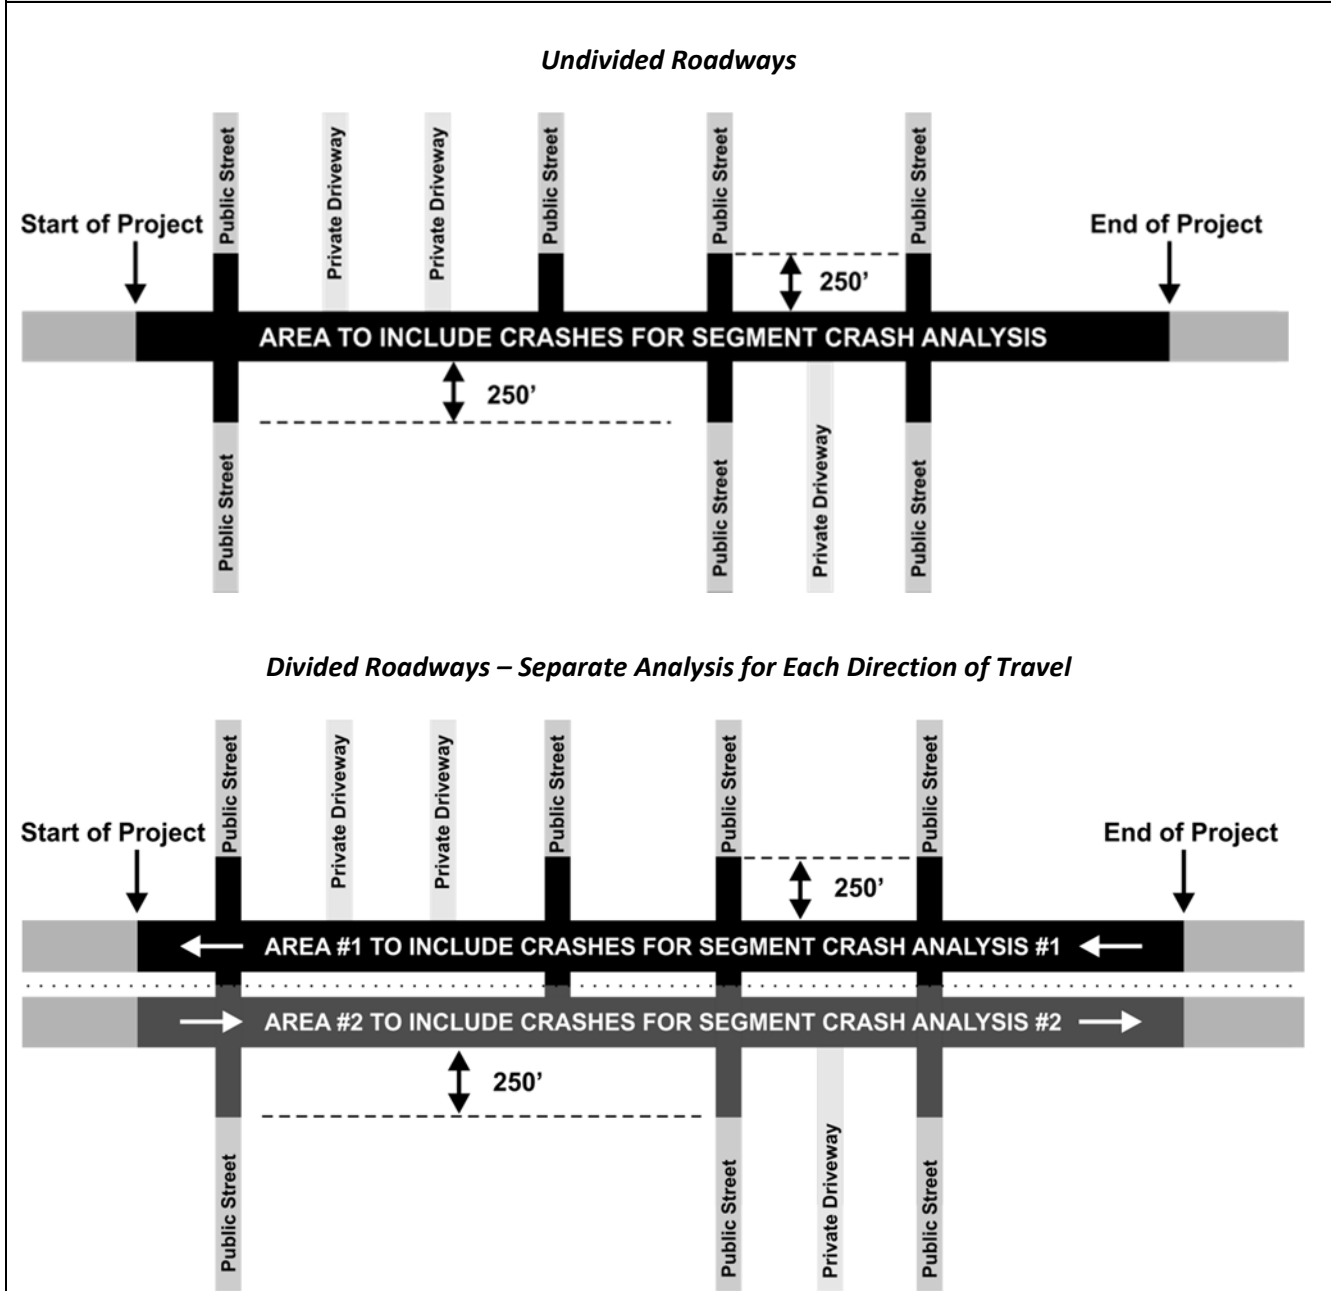 Undivided Roadways
Public Street
Private Driveway
Private Driveway
Public Street
Public Street
Public Street
Start of Project
End of Project
250’
AREA TO INCLUDE CRASHES FOR SEGMENT CRASH ANALYSIS
250’
Public Street
Public Street
Private Driveway
Public Street
Divided Roadways – Separate Analysis for Each Direction of Travel
Public Street
Private Driveway
Private Driveway
Public Street
Public Street
Public Street
Start of Project
End of Project
250’
AREA #1 TO INCLUDE CRASHES FOR SEGMENT CRASH ANALYSIS #1
AREA #2 TO INCLUDE CRASHES FOR SEGMENT CRASH ANALYSIS #2
250’
Public Street
Public Street
Private Driveway
Public Street